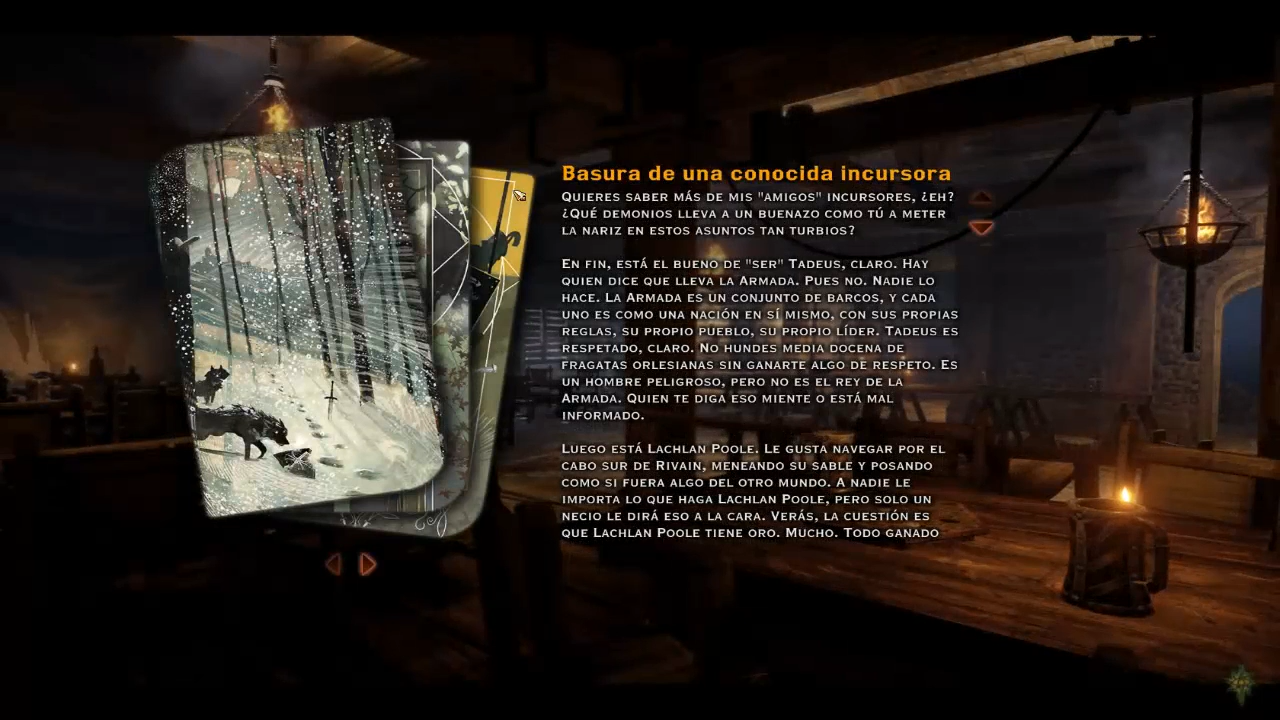 Basura de una conocida incursora
Quieres saber más de mis "amigos" incursores, ¿eh?
¿Qué demonios lleva a un buenazo como tú a meter
la nariz en estos asuntos tan turbios?
En fin, está el bueno de "ser" Tadeus, claro. Hay
quien dice que lleva la Armada. Pues no. Nadie lo
hace. La Armada es un conjunto de barcos, y cada
uno es como una nación en sí mismo, con sus propias
reglas, su propio pueblo, su propio líder. Tadeus es
respetado, claro. No hundes media docena de
fragatas orlesianas sin ganarte algo de respeto. Es
un hombre peligroso, pero no es el rey de la
Armada. Quien te diga eso miente o está mal
informado.
Luego está Lachlan Poole. Le gusta navegar por el
cabo sur de Rivain, meneando su sable y posando
como si fuera algo del otro mundo. A nadie le
importa lo que haga Lachlan Poole, pero solo un
necio le dirá eso a la cara. Verás, la cuestión es
que Lachlan Poole tiene oro. Mucho. Todo ganado